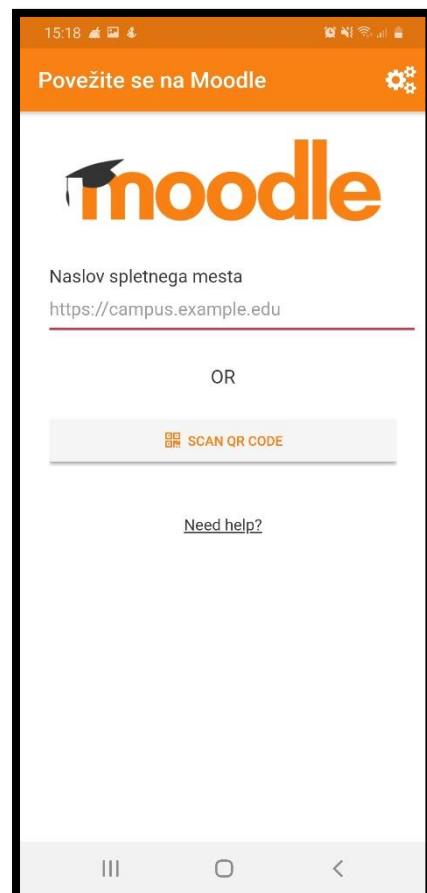 15:18
Povežite se na Moodle
moodle
Naslov spletnega mesta
https://campus.example.edu
OR
SCAN QR CODE
Need help?